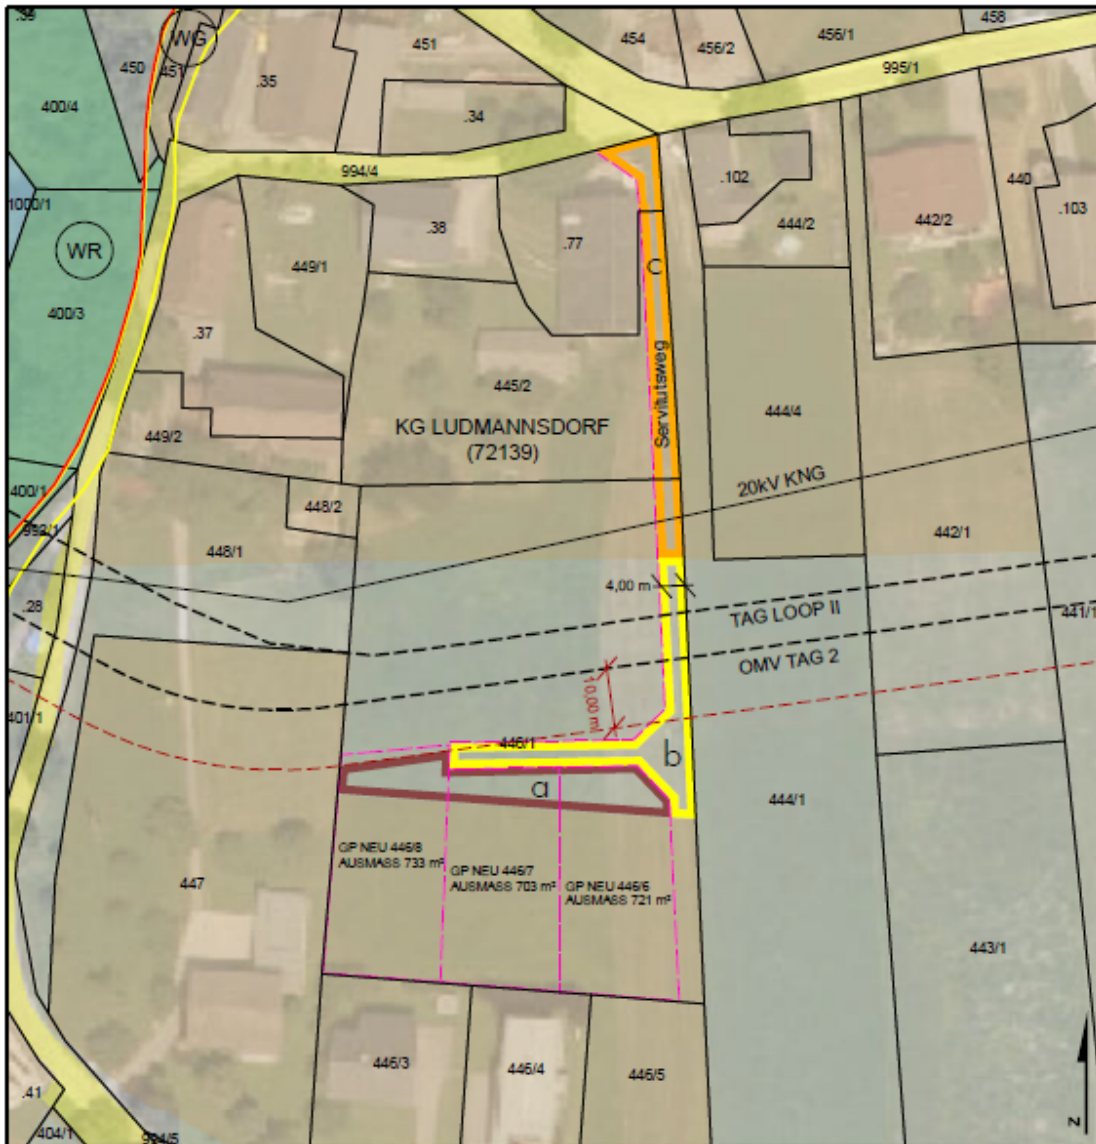 .39
WG
450
451
451
454
456/2
456/1
458
995/1
400/4
.35
.34
994/4
1000/1
WR
400/3
449/1
.38
.77
c
.102
444/2
442/2
440
.103
.37
445/2
Servitutsweg
444/4
449/2
KG LUDMANNSDORF
(72139)
400/1
992/1
448/2
448/1
20kV KNG
442/1
.28
4,00 m
TAG LOOP II
OMV TAG 2
441/1
401/1
10,00 ml
446/1
b
a
444/1
GP NEU 446/8
AUSMASS 733 m²
GP NEU 446/7
AUSMASS 703 m²
GP NEU 446/6
AUSMASS 721 m²
447
443/1
446/3
446/4
446/5
.41
404/1
994/5
N